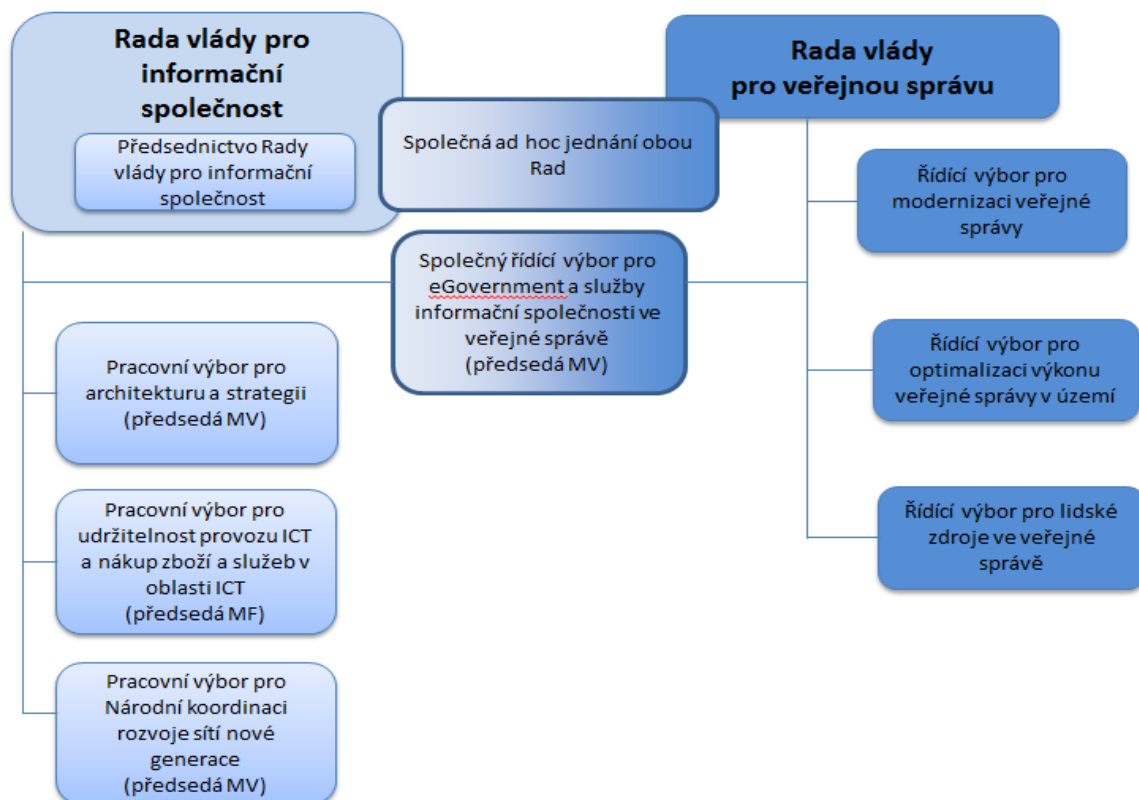 Rada vlády pro
informační
společnost
Předsednictvo Rady
vlády pro informační
společnost
Rada vlády
pro veřejnou správu
Společná ad hoc jednání obou
Rad
Společný řídící výbor pro
eGovernment a služby
informační společnosti ve
veřejné správě
(předsedá MV)
Pracovní výbor pro
architekturu a strategii
(předsedá MV)
Pracovní výbor pro
udržitelnost provozu ICT
a nákup zboží a služeb v
oblasti ICT
(předsedá MF)
Pracovní výbor pro
Národní koordinaci
rozvoje sítí nové
generace
(předsedá MV)
Řídící výbor pro
modernizaci veřejné
správy
Řídící výbor pro
optimalizaci výkonu
veřejné správy v území
Řídící výbor pro lidské
zdroje ve veřejné
správě